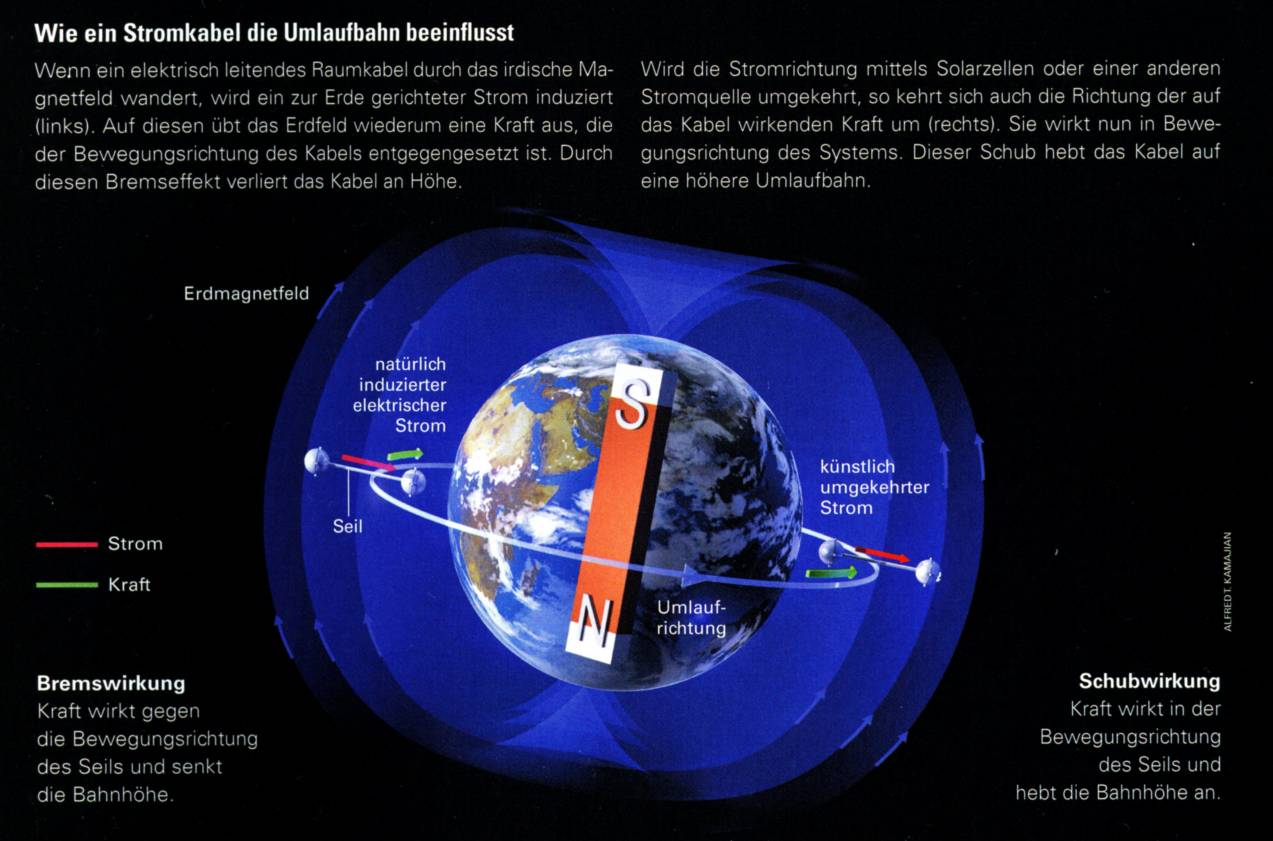 Wie ein Stromkabel die Umlaufbahn beeinflusst
Wenn ein elektrisch leitendes Raumkabel durch das irdische Ma-
gnetfeld wandert, wird ein zur Erde gerichteter Strom induziert
(links). Auf diesen übt das Erdfeld wiederum eine Kraft aus, die
der Bewegungsrichtung des Kabels entgegengesetzt ist. Durch
diesen Bremseffekt verliert das Kabel an Höhe.
Wird die Stromrichtung mittels Solarzellen oder einer anderen
Stromquelle umgekehrt, so kehrt sich auch die Richtung der auf
das Kabel wirkenden Kraft um (rechts). Sie wirkt nun in Bewe-
gungsrichtung des Systems. Dieser Schub hebt das Kabel auf
eine höhere Umlaufbahn.
Erdmagnetfeld
natürlich
induzierter
elektrischer
Strom
S
künstlich
umgekehrter
Strom
Seil
Strom
Kraft
N
Umlauf-
richtung
ALFRED T. KAMAJIAN
Bremswirkung
Kraft wirkt gegen
die Bewegungsrichtung
des Seils und senkt
die Bahnhöhe.
Schubwirkung
Kraft wirkt in der
Bewegungsrichtung
des Seils und
hebt die Bahnhöhe an.